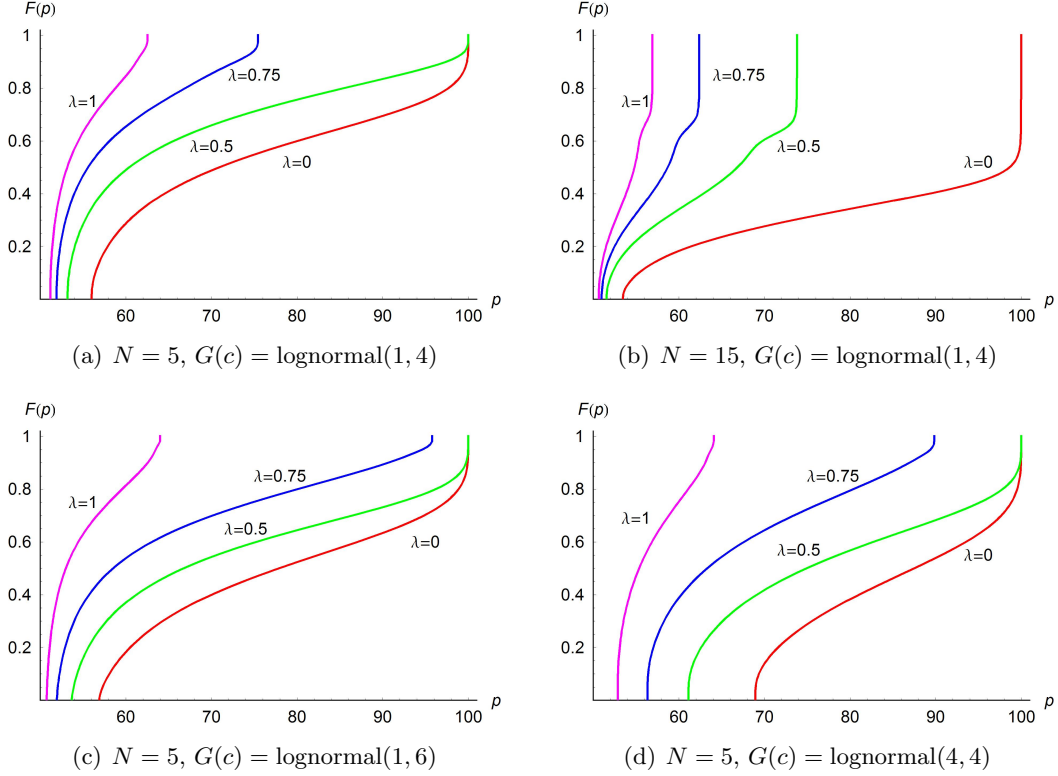 F(p)
1
0.8
0.6
0.4
0.2
60 70 80 90 100 p
λ=1
λ=0.75
λ=0.5
λ=0
(a) N = 5, G(c) = lognormal(1, 4)
F(p)
1
0.8
0.6
0.4
0.2
60 70 80 90 100 p
λ=1
λ=0.75
λ=0.5
λ=0
(b) N = 15, G(c) = lognormal(1, 4)
F(p)
1
0.8
0.6
0.4
0.2
60 70 80 90 100 p
λ=1
λ=0.75
λ=0.5
λ=0
(c) N = 5, G(c) = lognormal(1, 6)
F(p)
1
0.8
0.6
0.4
0.2
60 70 80 90 100 p
λ=1
λ=0.75
λ=0.5
λ=0
(d) N = 5, G(c) = lognormal(4, 4)